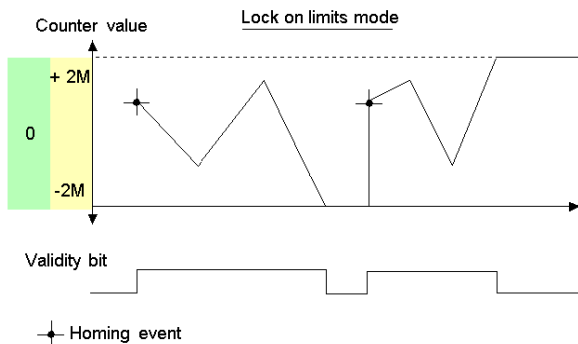 Lock on limits mode
Counter value
+ 2M
0
-2M
Validity bit
Homing event